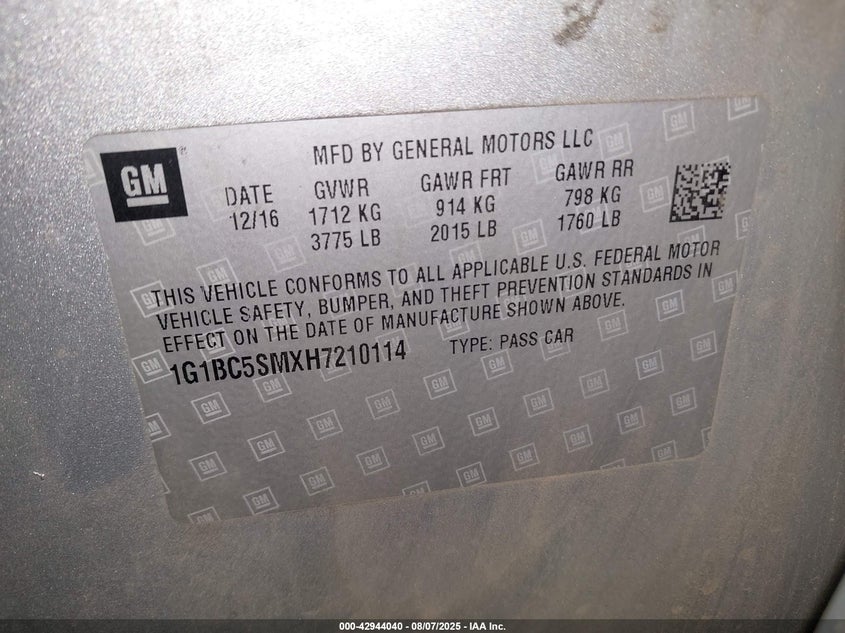 GM
MFD BY GENERAL MOTORS LLC
DATE GVWR GAWR FRT GAWR RR
12/16 1712 KG 914 KG 798 KG
3775 LB 2015 LB 1760 LB
THIS VEHICLE CONFORMS TO ALL APPLICABLE U.S. FEDERAL MOTOR
VEHICLE SAFETY, BUMPER, AND THEFT PREVENTION STANDARDS IN
EFFECT ON THE DATE OF MANUFACTURE SHOWN ABOVE.
1G1BC5SMXH7210114 TYPE: PASS CAR
000-42944040 - 08/07/2025 - IAA Inc.